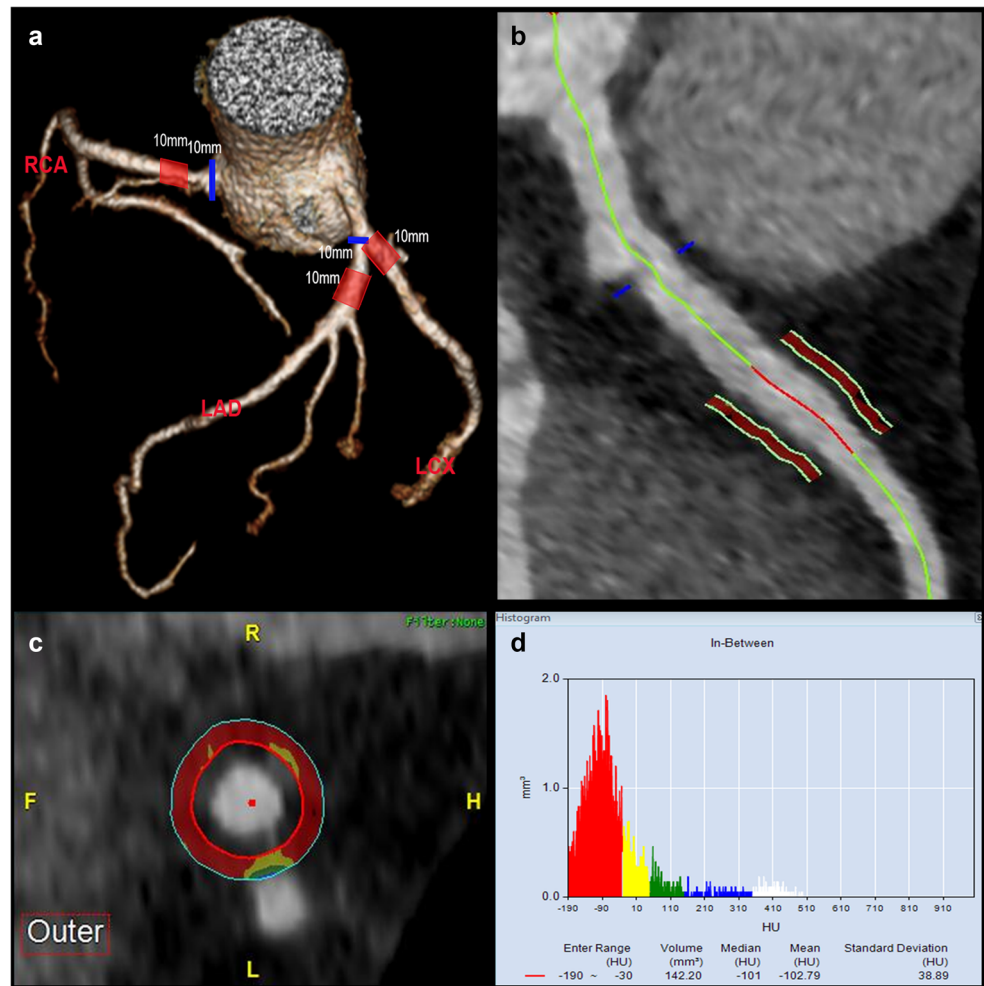 a
10mm 10mm
RCA
10mm
10mm
10mm
LAD
LCX
b
c
Filter:None
R
F
H
Outer
L
Histogram
d
In-Between
2.0
mm³
1.0
0.0
-190 -90 10 110 210 310 410 510 610 710 810 910
HU
Enter Range Volume Median Mean Standard Deviation
(HU) (mm³) (HU) (HU) (HU)
-190 ~ -30 142.20 -101 -102.79 38.89